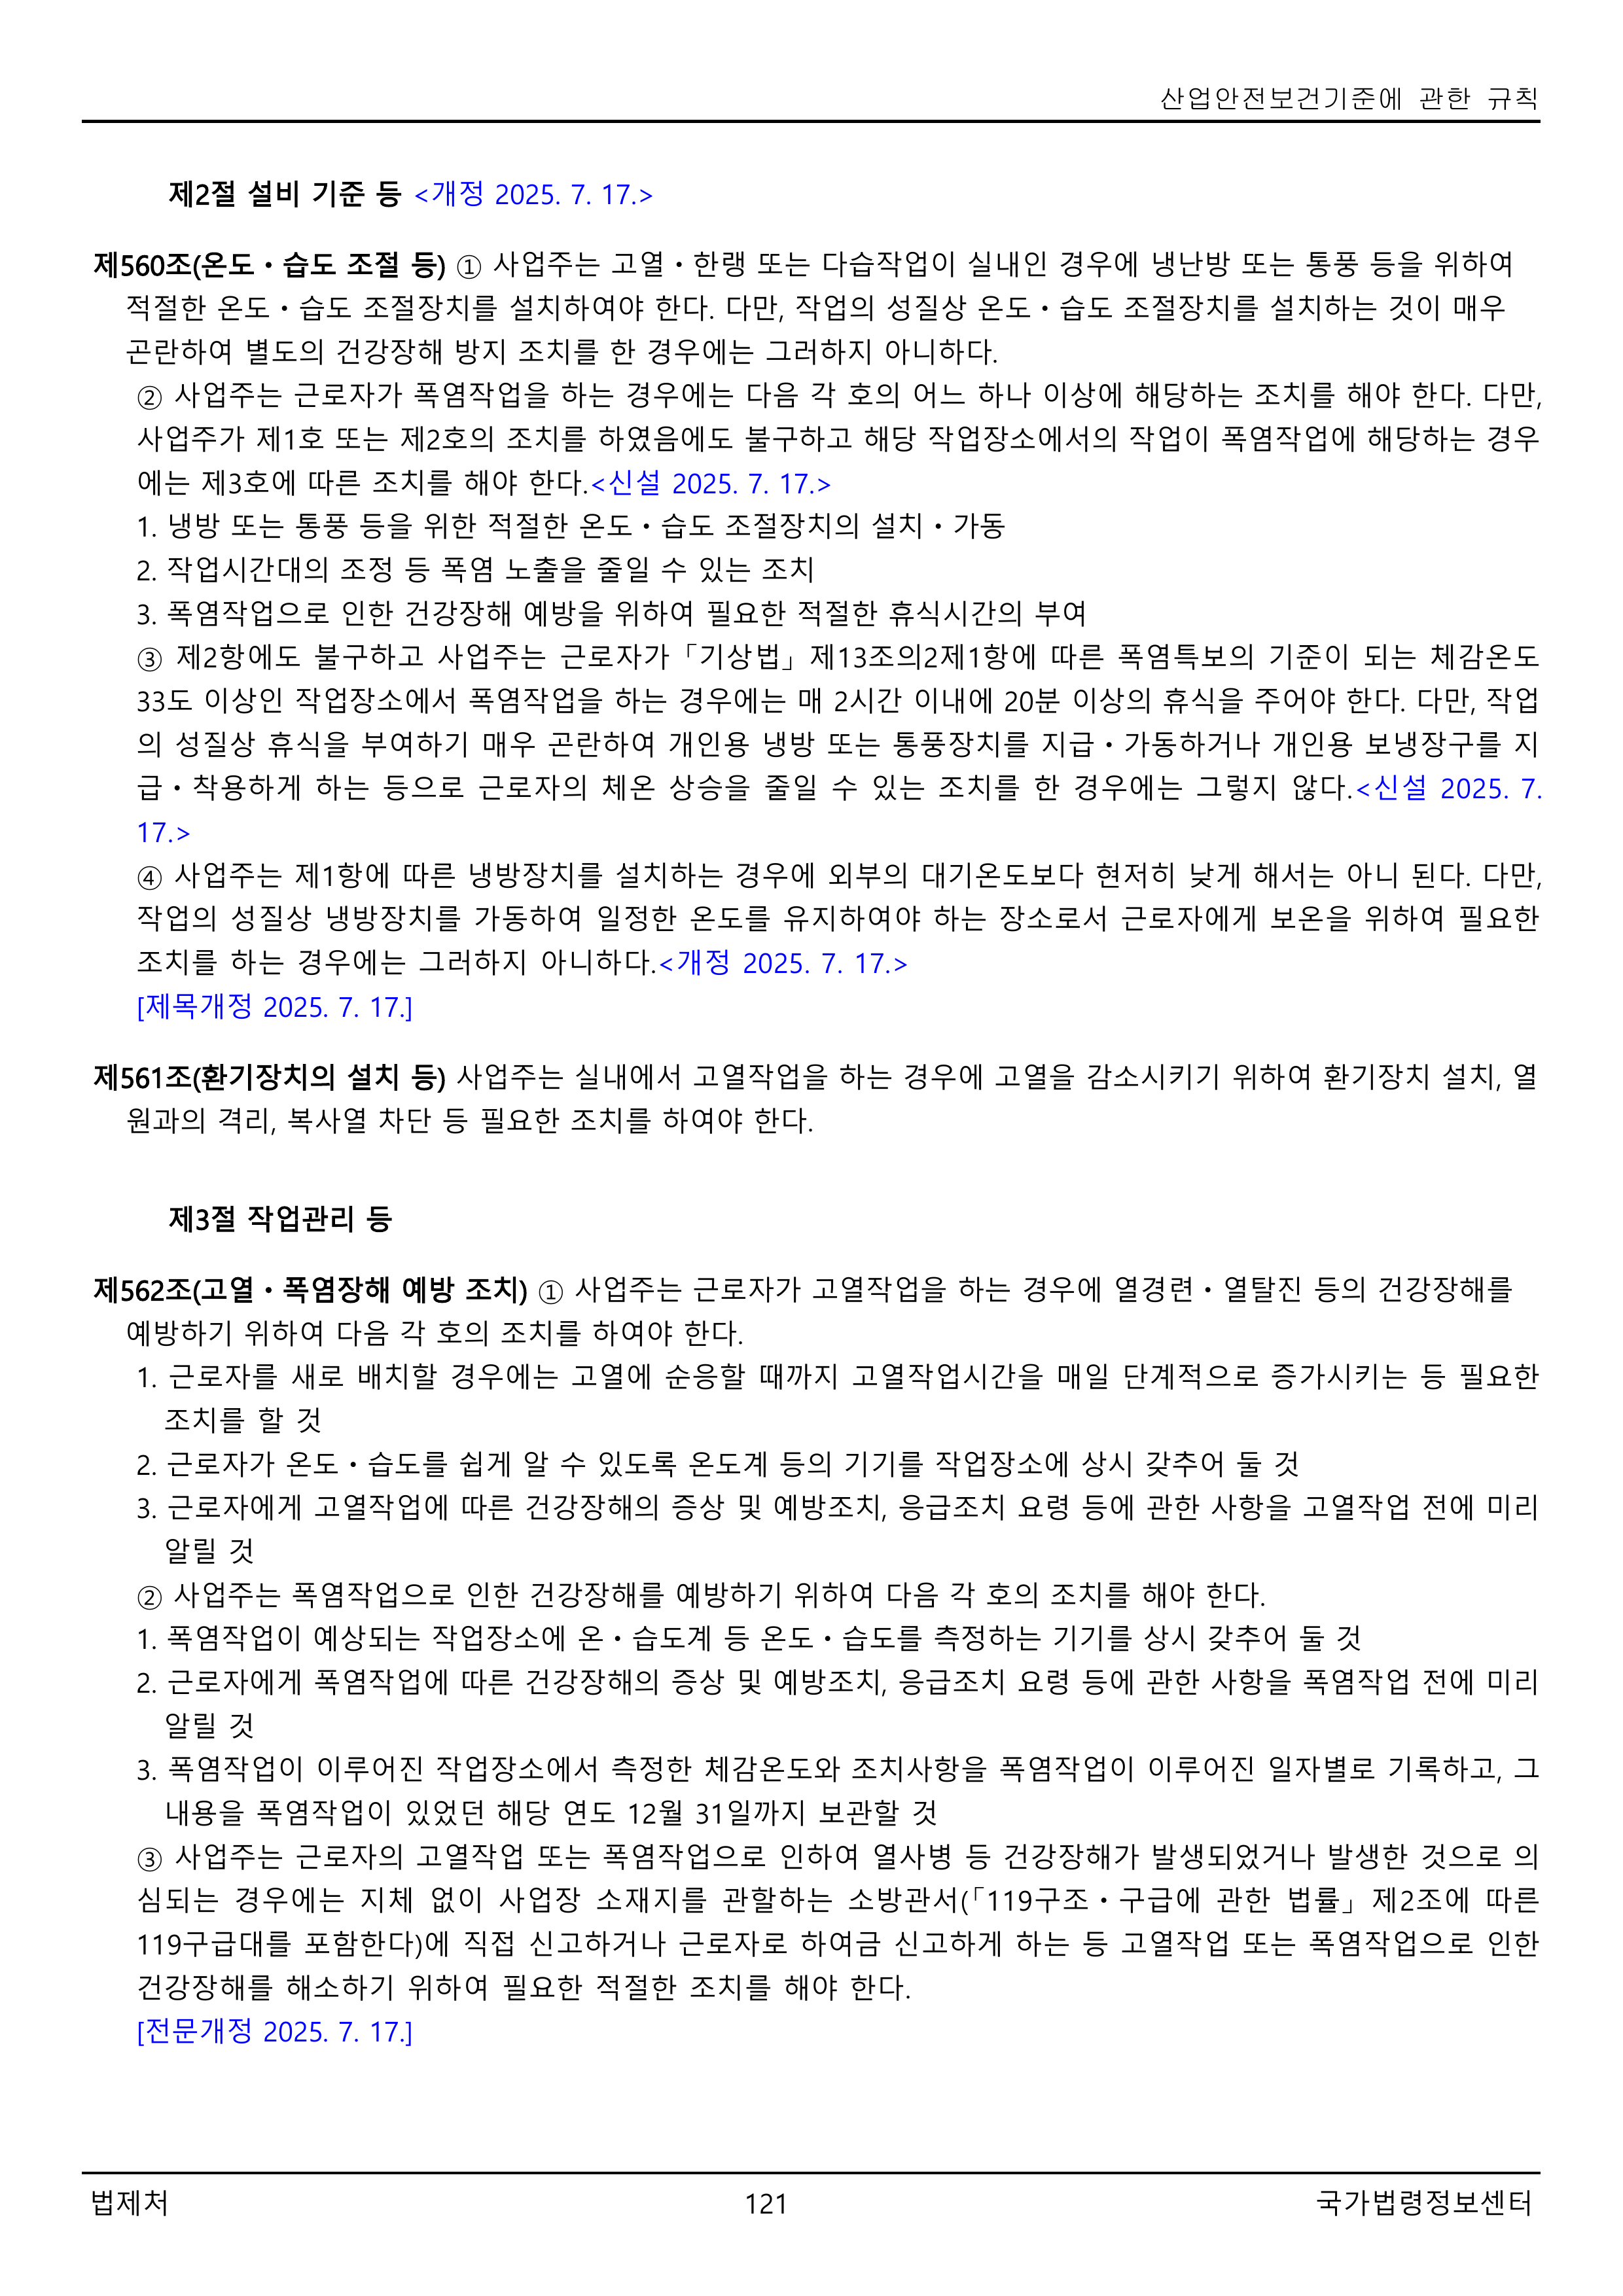 산업안전보건기준에 관한 규칙
제2절 설비 기준 등 <개정 2025. 7. 17.>
제560조(온도ㆍ습도 조절 등) ① 사업주는 고열ㆍ한랭 또는 다습작업이 실내인 경우에 냉난방 또는 통풍 등을 위하여
적절한 온도ㆍ습도 조절장치를 설치하여야 한다. 다만, 작업의 성질상 온도ㆍ습도 조절장치를 설치하는 것이 매우
곤란하여 별도의 건강장해 방지 조치를 한 경우에는 그러하지 아니하다.
② 사업주는 근로자가 폭염작업을 하는 경우에는 다음 각 호의 어느 하나 이상에 해당하는 조치를 해야 한다. 다만,
사업주가 제1호 또는 제2호의 조치를 하였음에도 불구하고 해당 작업장소에서의 작업이 폭염작업에 해당하는 경우
에는 제3호에 따른 조치를 해야 한다.<신설 2025. 7. 17.>
1. 냉방 또는 통풍 등을 위한 적절한 온도ㆍ습도 조절장치의 설치ㆍ가동
2. 작업시간대의 조정 등 폭염 노출을 줄일 수 있는 조치
3. 폭염작업으로 인한 건강장해 예방을 위하여 필요한 적절한 휴식시간의 부여
③ 제2항에도 불구하고 사업주는 근로자가「기상법」제13조의2제1항에 따른 폭염특보의 기준이 되는 체감온도
33도 이상인 작업장소에서 폭염작업을 하는 경우에는 매 2시간 이내에 20분 이상의 휴식을 주어야 한다. 다만, 작업
의 성질상 휴식을 부여하기 매우 곤란하여 개인용 냉방 또는 통풍장치를 지급ㆍ가동하거나 개인용 보냉장구를 지
급ㆍ착용하게 하는 등으로 근로자의 체온 상승을 줄일 수 있는 조치를 한 경우에는 그렇지 않다.<신설 2025. 7.
17.>
④ 사업주는 제1항에 따른 냉방장치를 설치하는 경우에 외부의 대기온도보다 현저히 낮게 해서는 아니 된다. 다만,
작업의 성질상 냉방장치를 가동하여 일정한 온도를 유지하여야 하는 장소로서 근로자에게 보온을 위하여 필요한
조치를 하는 경우에는 그러하지 아니하다.<개정 2025. 7. 17.>
[제목개정 2025. 7. 17.]
제561조(환기장치의 설치 등) 사업주는 실내에서 고열작업을 하는 경우에 고열을 감소시키기 위하여 환기장치 설치, 열
원과의 격리, 복사열 차단 등 필요한 조치를 하여야 한다.
제3절 작업관리 등
제562조(고열ㆍ폭염장해 예방 조치) ① 사업주는 근로자가 고열작업을 하는 경우에 열경련ㆍ열탈진 등의 건강장해를
예방하기 위하여 다음 각 호의 조치를 하여야 한다.
1. 근로자를 새로 배치할 경우에는 고열에 순응할 때까지 고열작업시간을 매일 단계적으로 증가시키는 등 필요한
조치를 할 것
2. 근로자가 온도ㆍ습도를 쉽게 알 수 있도록 온도계 등의 기기를 작업장소에 상시 갖추어 둘 것
3. 근로자에게 고열작업에 따른 건강장해의 증상 및 예방조치, 응급조치 요령 등에 관한 사항을 고열작업 전에 미리
알릴 것
② 사업주는 폭염작업으로 인한 건강장해를 예방하기 위하여 다음 각 호의 조치를 해야 한다.
1. 폭염작업이 예상되는 작업장소에 온ㆍ습도계 등 온도ㆍ습도를 측정하는 기기를 상시 갖추어 둘 것
2. 근로자에게 폭염작업에 따른 건강장해의 증상 및 예방조치, 응급조치 요령 등에 관한 사항을 폭염작업 전에 미리
알릴 것
3. 폭염작업이 이루어진 작업장소에서 측정한 체감온도와 조치사항을 폭염작업이 이루어진 일자별로 기록하고, 그
내용을 폭염작업이 있었던 해당 연도 12월 31일까지 보관할 것
③ 사업주는 근로자의 고열작업 또는 폭염작업으로 인하여 열사병 등 건강장해가 발생되었거나 발생한 것으로 의
심되는 경우에는 지체 없이 사업장 소재지를 관할하는 소방관서(「119구조ㆍ구급에 관한 법률」제2조에 따른
119구급대를 포함한다)에 직접 신고하거나 근로자로 하여금 신고하게 하는 등 고열작업 또는 폭염작업으로 인한
건강장해를 해소하기 위하여 필요한 적절한 조치를 해야 한다.
[전문개정 2025. 7. 17.]
법제처 121 국가법령정보센터